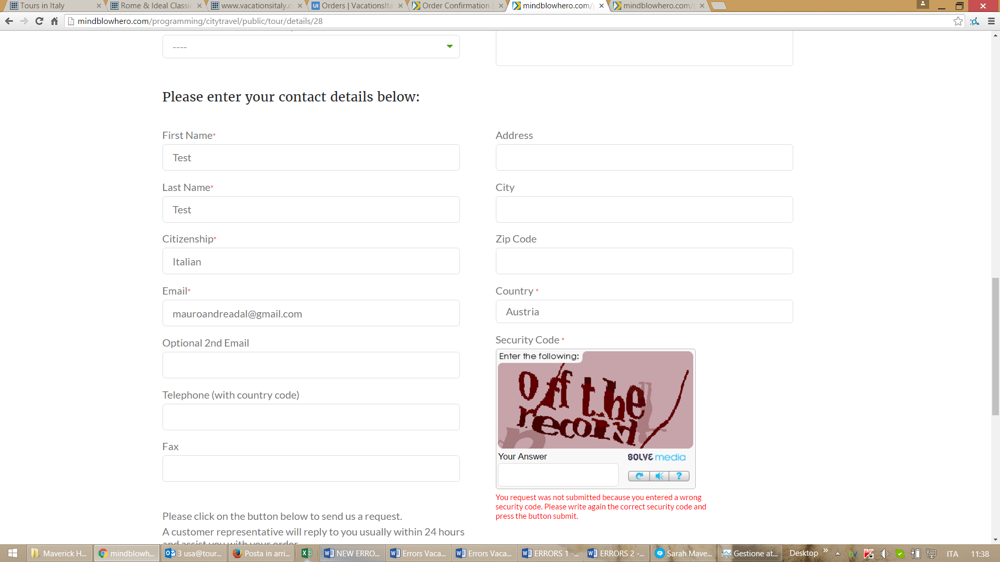 Tours in Italy
Rome & Ideal Classic
www.vacationsitaly.c
Orders | VacationsIta
Order Confirmation |
mindblowhero.com/
mindblowhero.com/
mindblowhero.com/programming/citytravel/public/tour/details/28
----
Please enter your contact details below:
First Name*
Test
Last Name*
Test
Citizenship*
Italian
Email*
mauroandreadal@gmail.com
Optional 2nd Email
Telephone (with country code)
Fax
Please click on the button below to send us a request.
A customer representative will reply to you usually within 24 hours
and assist you with your order
Address
City
Zip Code
Country *
Austria
Security Code *
Enter the following:
off the
record
Your Answer
SOLVE media
You request was not submitted because you entered a wrong
security code. Please write again the correct security code and
press the button submit.
Maverick H...
mindblowh...
3 usa@tour...
Posta in arri...
NEW ERRO...
Errors Vaca...
Errors Vaca...
ERRORS 1 -...
ERRORS 2 -...
Sarah Mave...
Gestione at...
Desktop
ITA
11:38